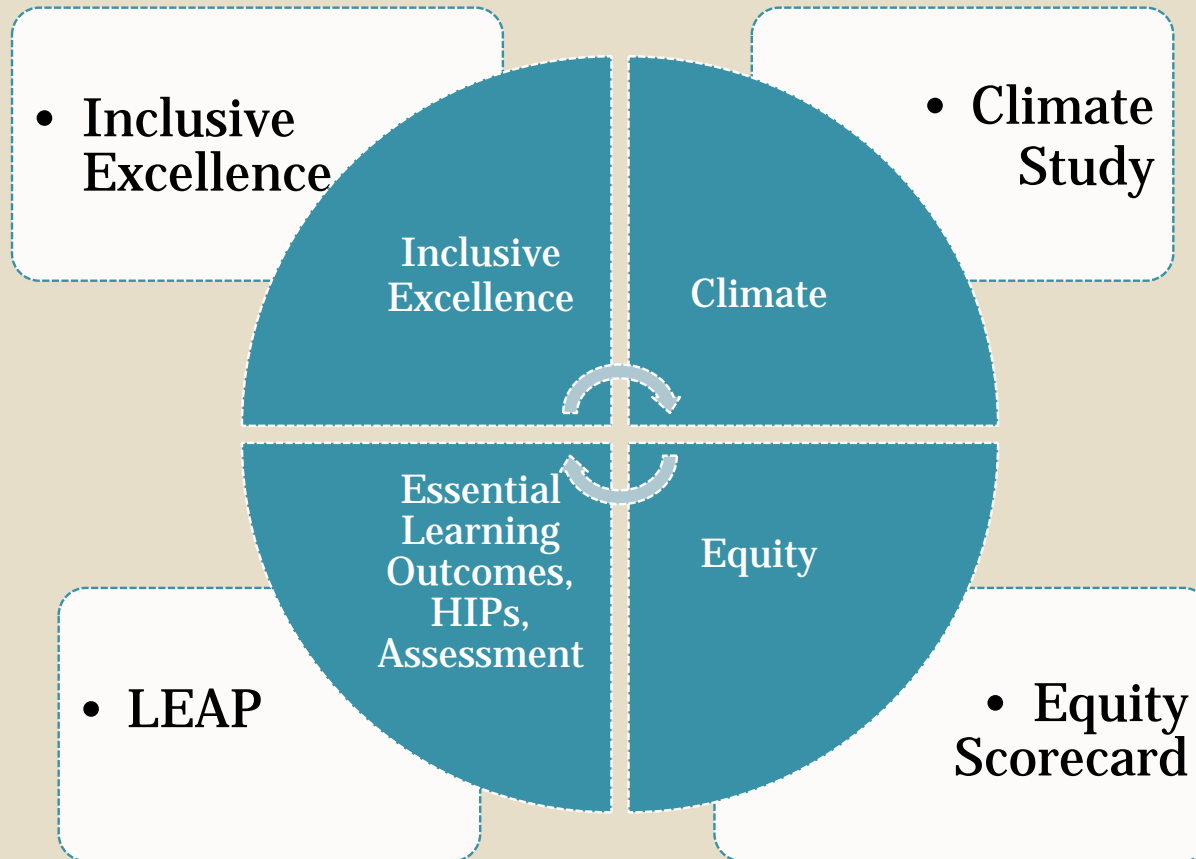 • Inclusive
Excellence
• Climate
Study
Inclusive
Excellence
Climate
Essential
Learning
Outcomes,
HIPs,
Assessment
Equity
• LEAP
• Equity
Scorecard